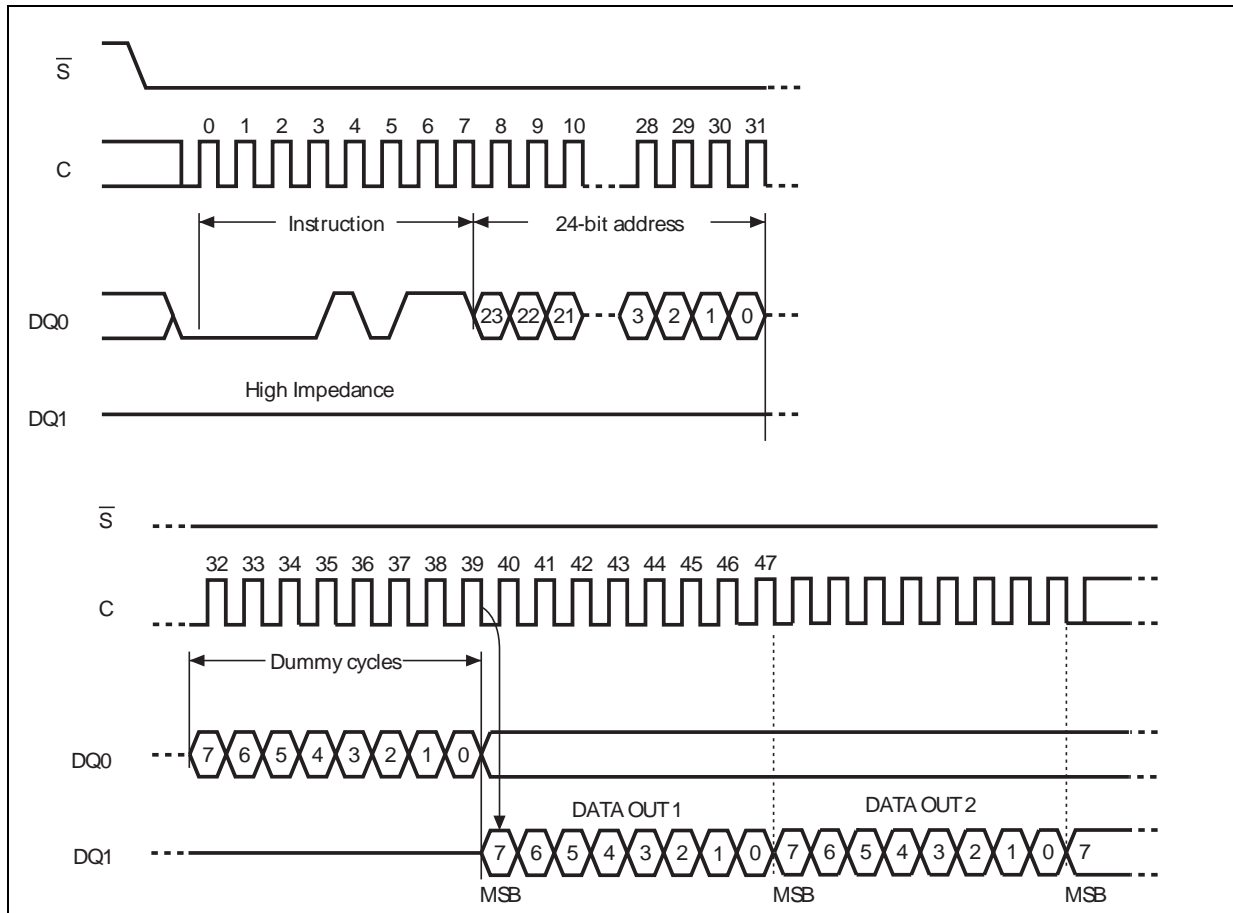 S
0 1 2 3 4 5 6 7 8 9 10 28 29 30 31
C
Instruction 24-bit address
DQ0 23 22 21 3 2 1 0
High Impedance
DQ1
S
32 33 34 35 36 37 38 39 40 41 42 43 44 45 46 47
C
Dummy cycles
DQ0 7 6 5 4 3 2 1 0
DATA OUT 1 DATA OUT 2
DQ1 7 6 5 4 3 2 1 0 7 6 5 4 3 2 1 0 7
MSB MSB MSB